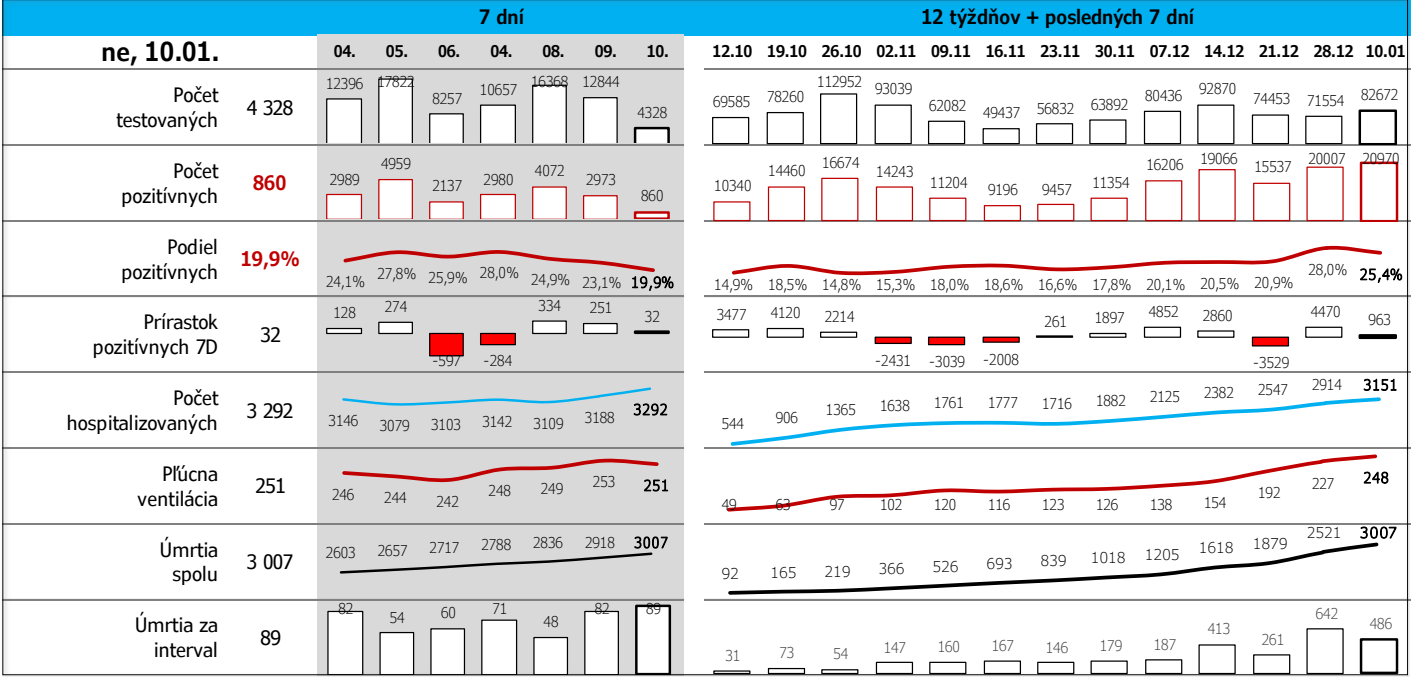 7 dní 12 týždňov + posledných 7 dní
ne, 10.01. 04. 05. 06. 04. 08. 09. 10. 12.10 19.10 26.10 02.11 09.11 16.11 23.11 30.11 07.12 14.12 21.12 28.12 10.01
Počet testovaných 4 328 12396 17822 8257 10657 16368 12844 4328 69585 78260 112952 93039 62082 49437 56832 63892 80436 92870 74453 71554 82672
Počet pozitívnych 860 2989 4959 2137 2980 4072 2973 860 10340 14460 16674 14243 11204 9196 9457 11354 16206 19066 15537 20007 20970
Podiel pozitívnych 19,9% 24,1% 27,8% 25,9% 28,0% 24,9% 23,1% 19,9% 14,9% 18,5% 14,8% 15,3% 18,0% 18,6% 16,6% 17,8% 20,1% 20,5% 20,9% 28,0% 25,4%
Prírastok pozitívnych 7D 32 128 274 -597 -284 334 251 32 3477 4120 2214 -2431 -3039 -2008 261 1897 4852 2860 -3529 4470 963
Počet hospitalizovaných 3 292 3146 3079 3103 3142 3109 3188 3292 544 906 1365 1638 1761 1777 1716 1882 2125 2382 2547 2914 3151
Pľúcna ventilácia 251 246 244 242 248 249 253 251 49 63 97 102 120 116 123 126 138 154 192 227 248
Úmrtia spolu 3 007 2603 2657 2717 2788 2836 2918 3007 92 165 219 366 526 693 839 1018 1205 1618 1879 2521 3007
Úmrtia za interval 89 82 54 60 71 48 82 89 31 73 54 147 160 167 146 179 187 413 261 642 486